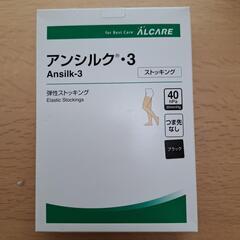 for Best Care ALCARE
アンシルク®・3
Ansilk-3
ストッキング
弾性ストッキング
Elastic Stockings
40
hPa
つま先
なし
ブラック